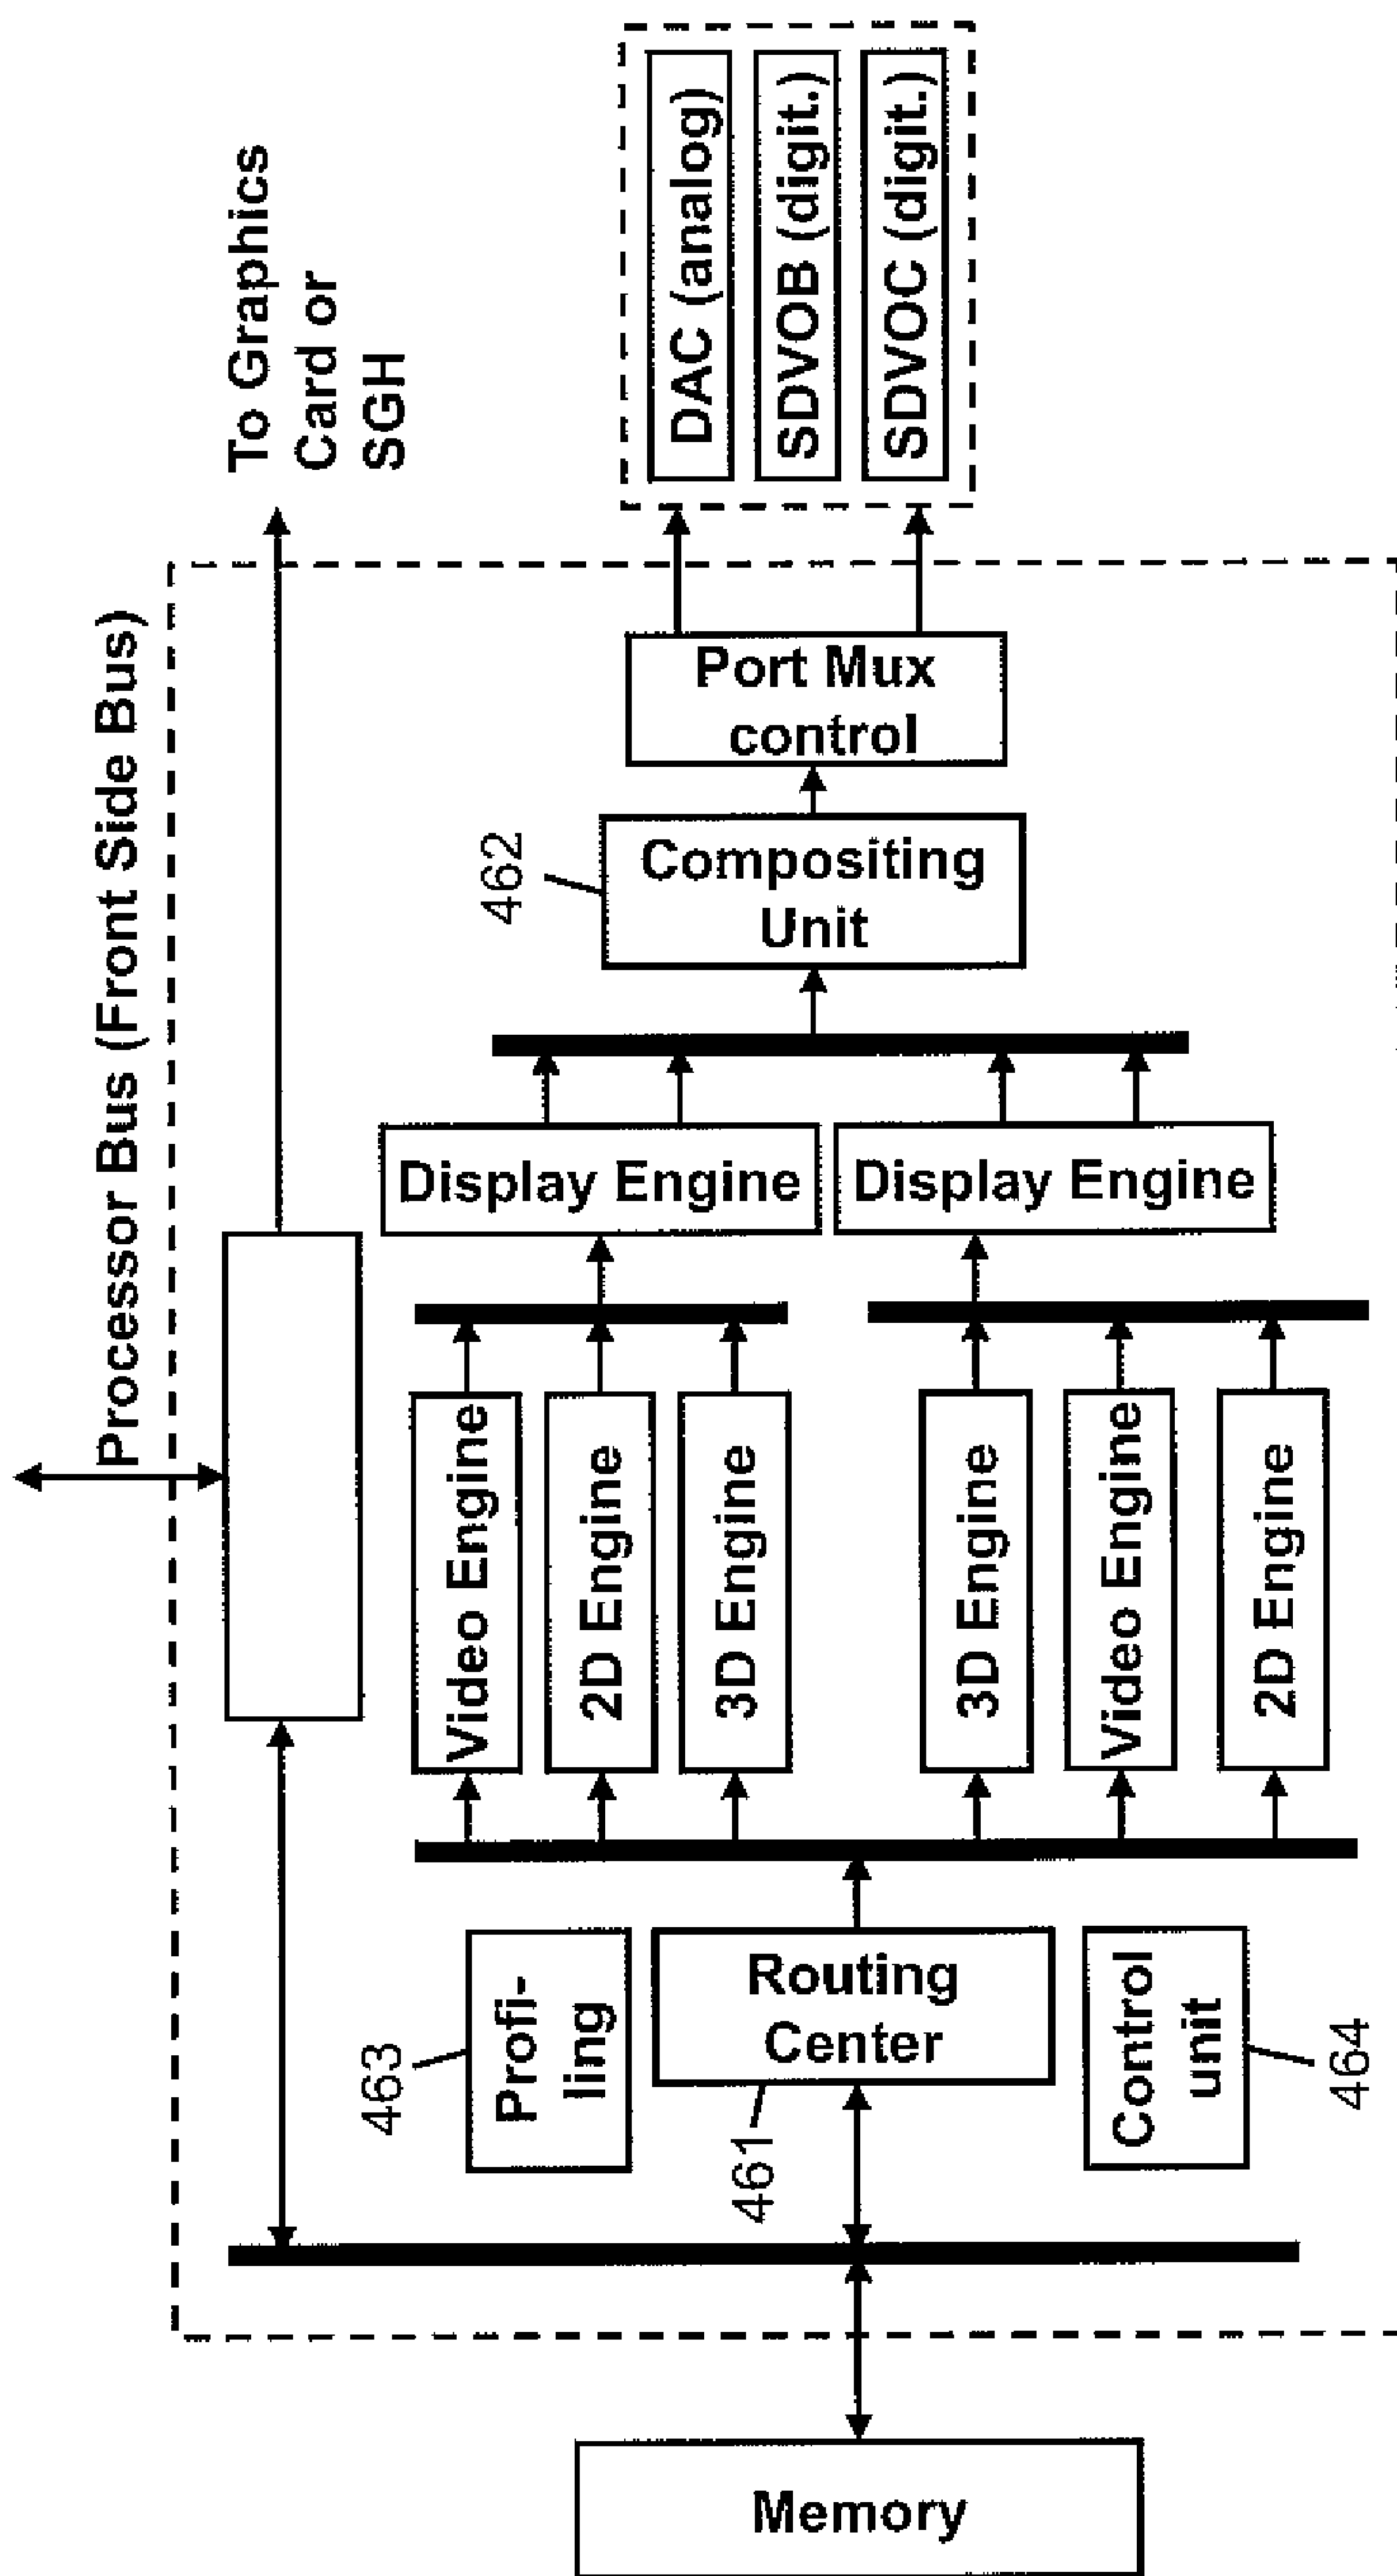 Processor Bus (Front Side Bus)
To Graphics
Card or
SGH
DAC (analog)
SDVOB (digit.)
SDVOC (digit.)
Port Mux
control
462
Compositing
Unit
Display Engine
Display Engine
Video Engine
2D Engine
3D Engine
3D Engine
Video Engine
2D Engine
463
Profi-
ling
Routing
Center
461
Control
unit
464
Memory